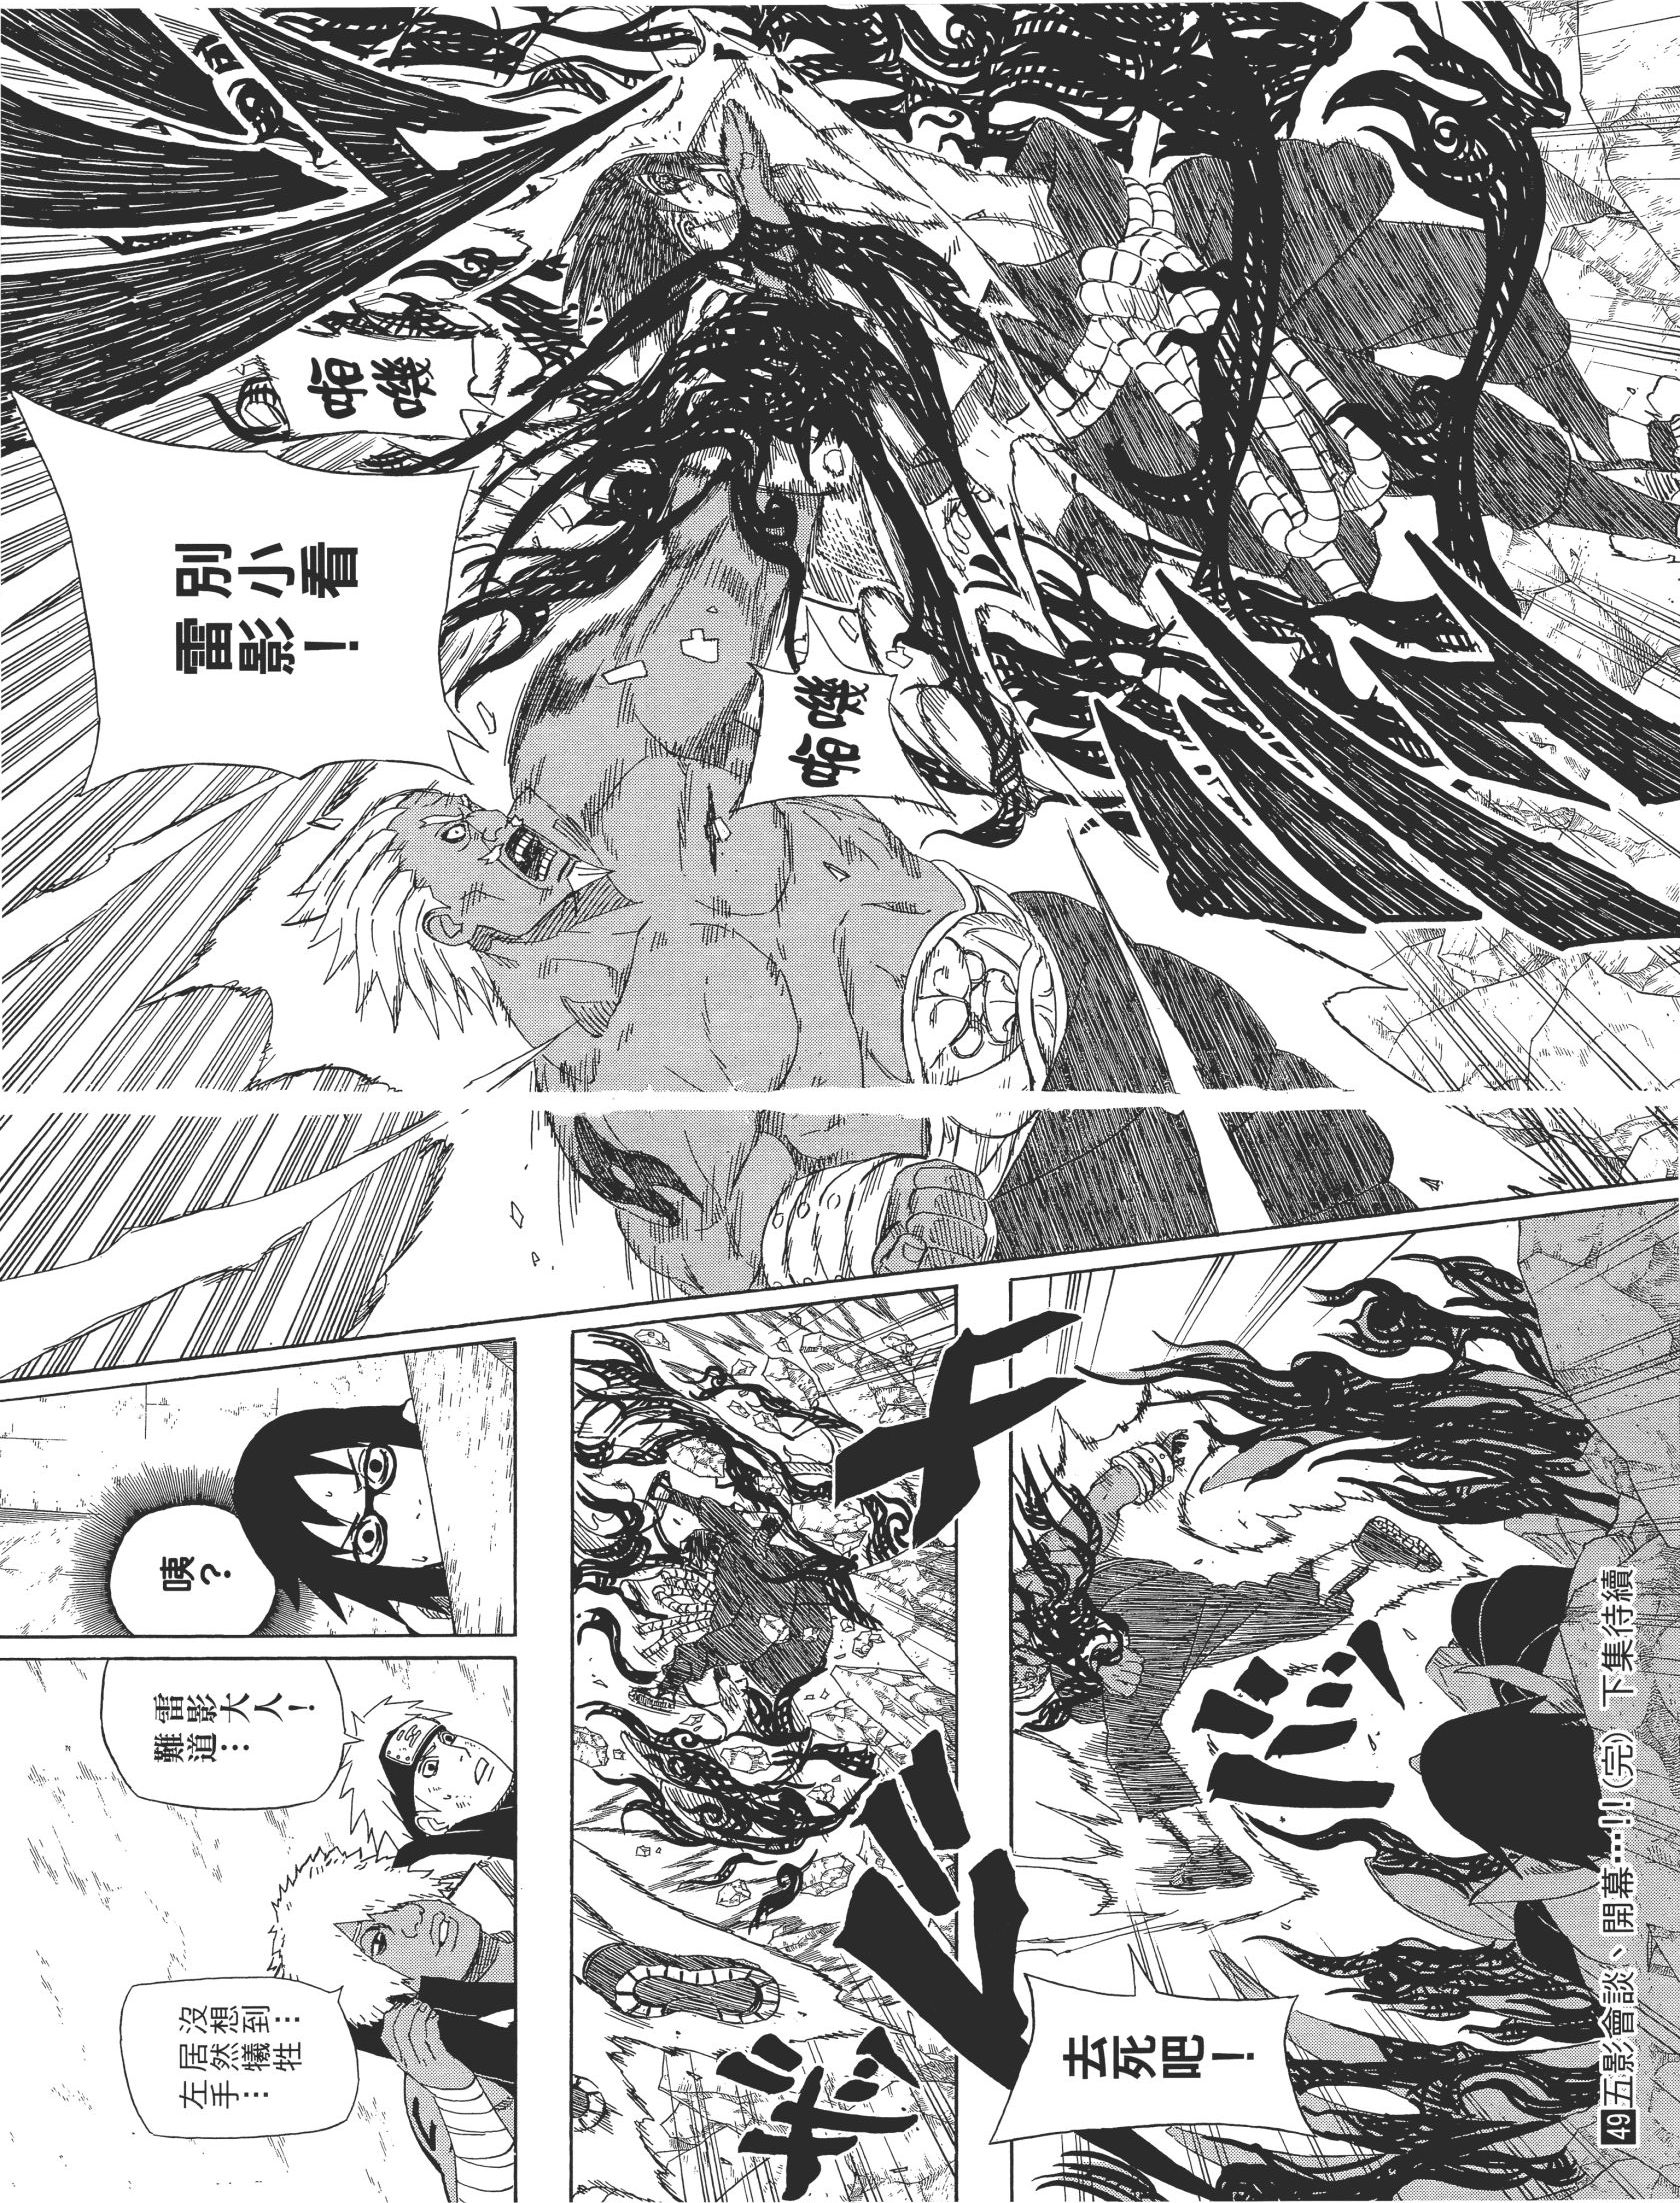 啪嘰
別小看
雷影！
啪嘰
咦？
雷影大人！
難道…
沒想到…
居然犧牲
左手…
去死吧！
49五影會談、開幕…!!(完) 下集待續